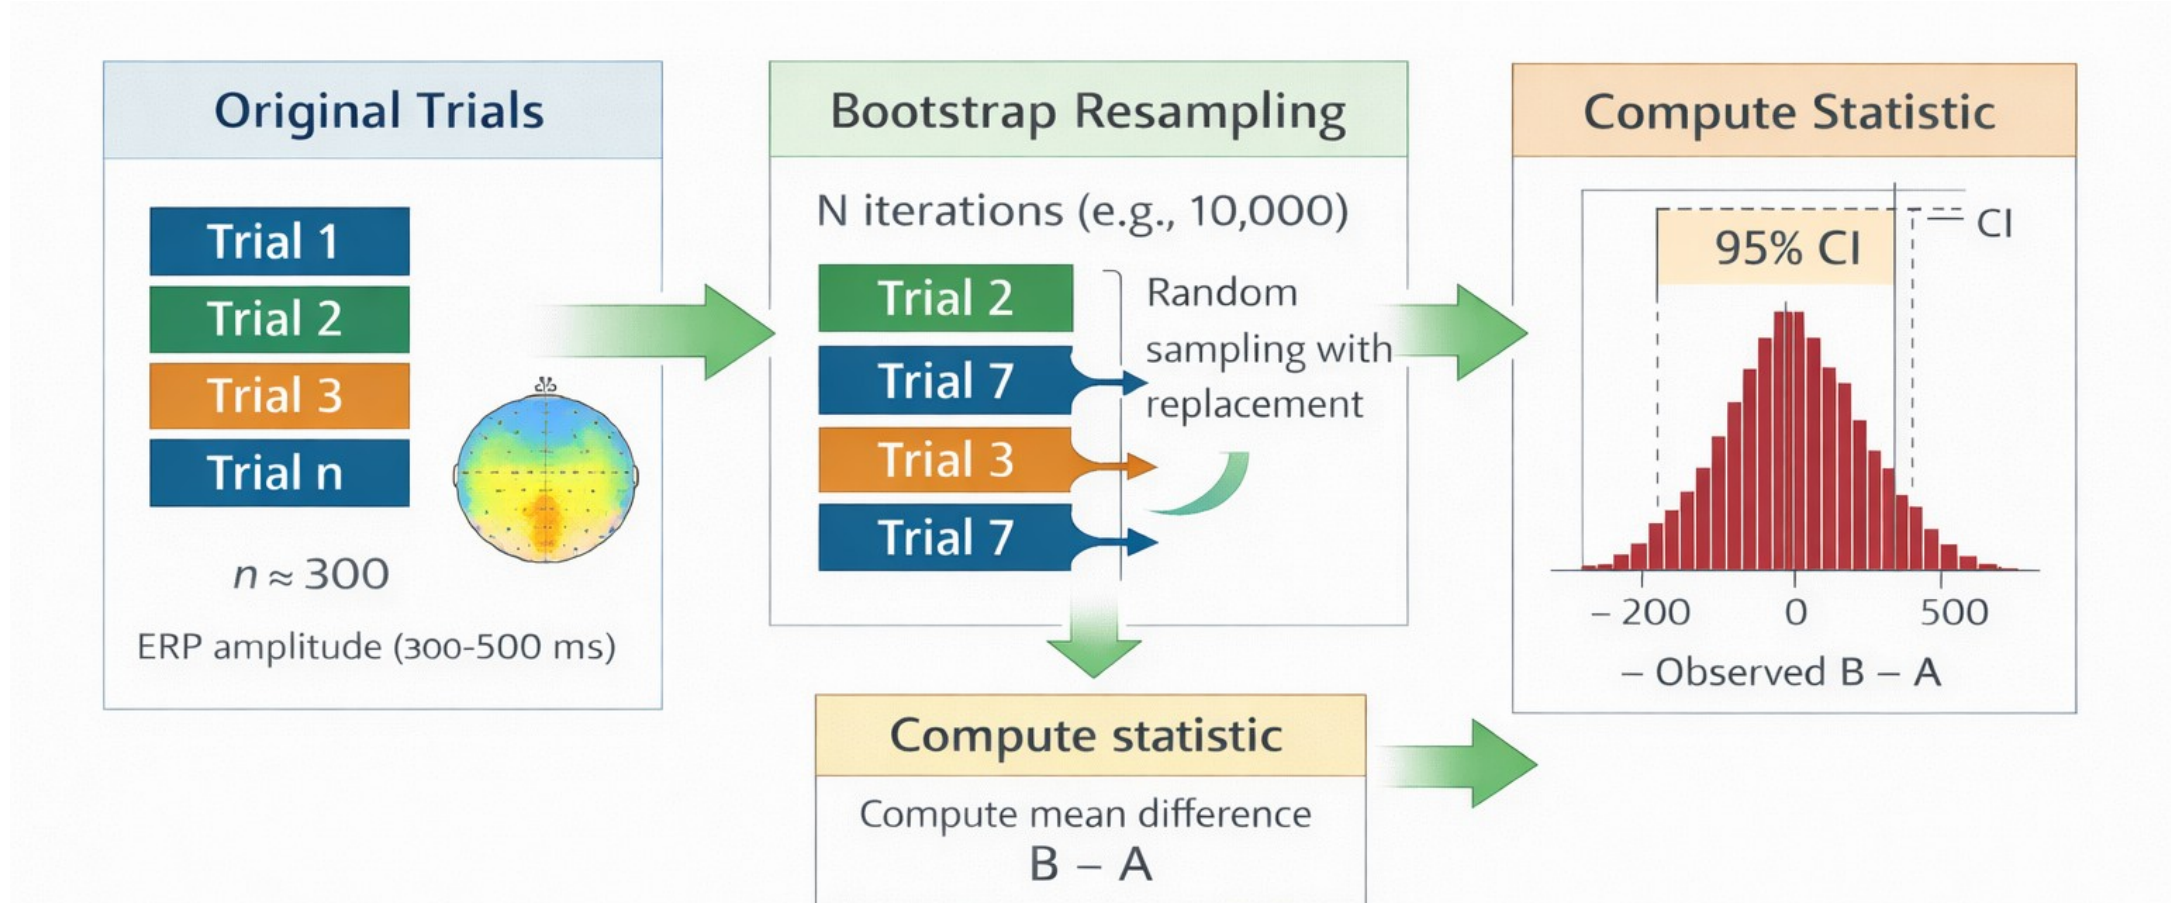 Original Trials
Trial 1
Trial 2
Trial 3
Trial n
n ≈ 300
ERP amplitude (300-500 ms)
Bootstrap Resampling
N iterations (e.g., 10,000)
Trial 2
Trial 7
Trial 3
Trial 7
Random
sampling with
replacement
Compute statistic
Compute mean difference
B – A
Compute Statistic
CI
95% CI
– 200 0 500
– Observed B – A